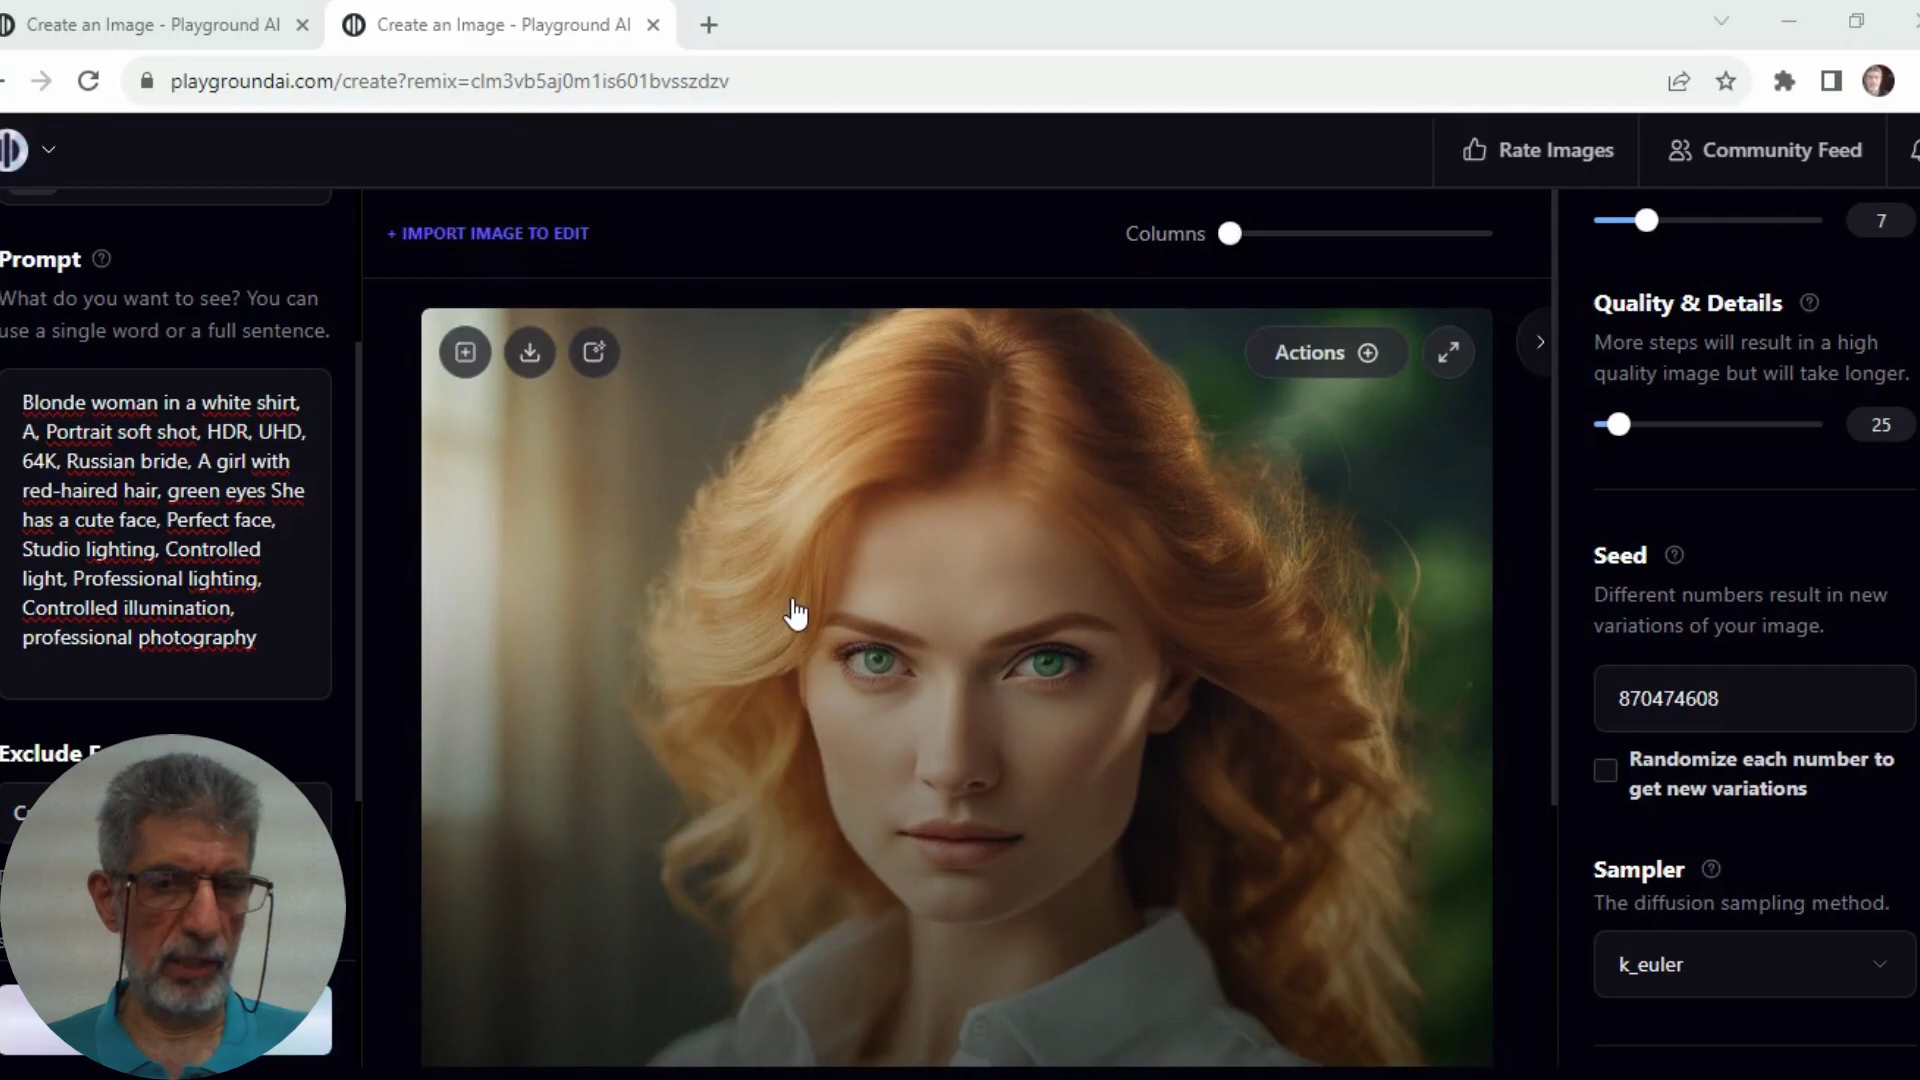 Create an Image - Playground AI
Create an Image - Playground AI
playgroundai.com/create?remix=clm3vb5aj0m1is601bvsszdzv
Rate Images
Community Feed
+ IMPORT IMAGE TO EDIT
Columns
7
Prompt
What do you want to see? You can
use a single word or a full sentence.
Blonde woman in a white shirt,
A, Portrait soft shot, HDR, UHD,
64K, Russian bride, A girl with
red-haired hair, green eyes She
has a cute face, Perfect face,
Studio lighting, Controlled
light, Professional lighting,
Controlled illumination,
professional photography
Exclude
Actions
Quality & Details
More steps will result in a high
quality image but will take longer.
25
Seed
Different numbers result in new
variations of your image.
870474608
Randomize each number to
get new variations
Sampler
The diffusion sampling method.
k_euler